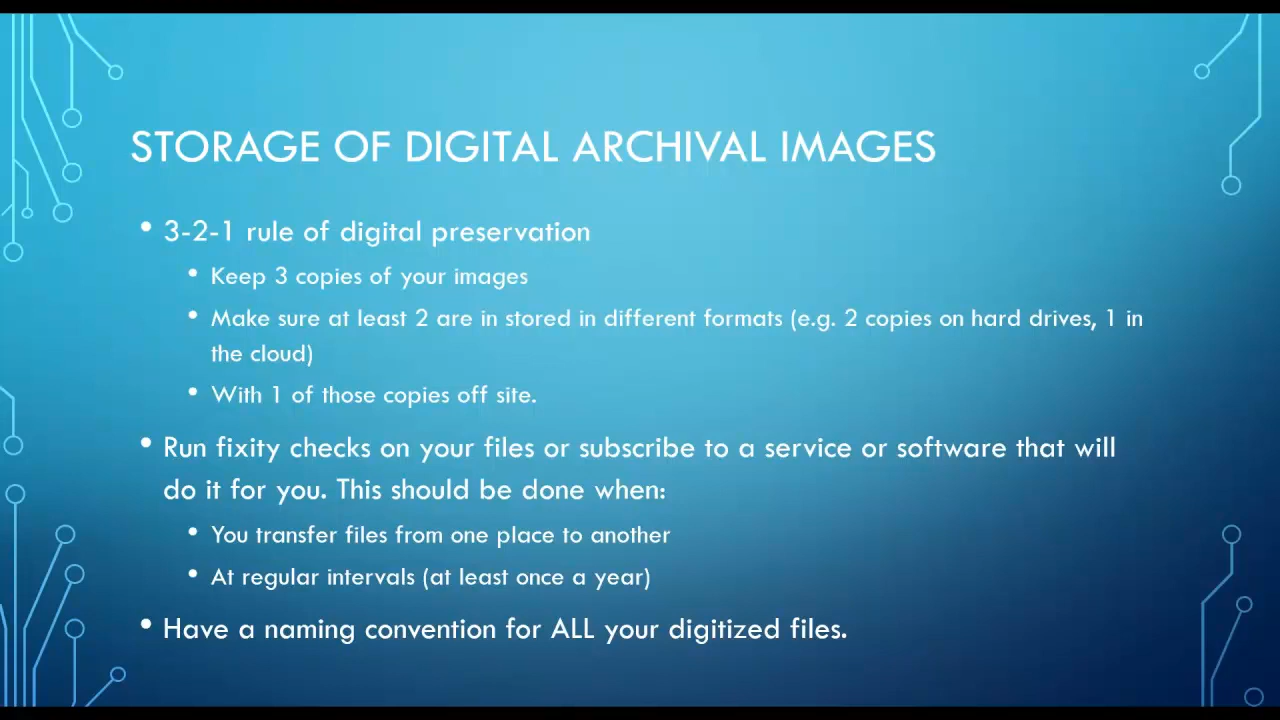 STORAGE OF DIGITAL ARCHIVAL IMAGES
• 3-2-1 rule of digital preservation
• Keep 3 copies of your images
• Make sure at least 2 are in stored in different formats (e.g. 2 copies on hard drives, 1 in
the cloud)
• With 1 of those copies off site.
• Run fixity checks on your files or subscribe to a service or software that will
do it for you. This should be done when:
• You transfer files from one place to another
• At regular intervals (at least once a year)
• Have a naming convention for ALL your digitized files.